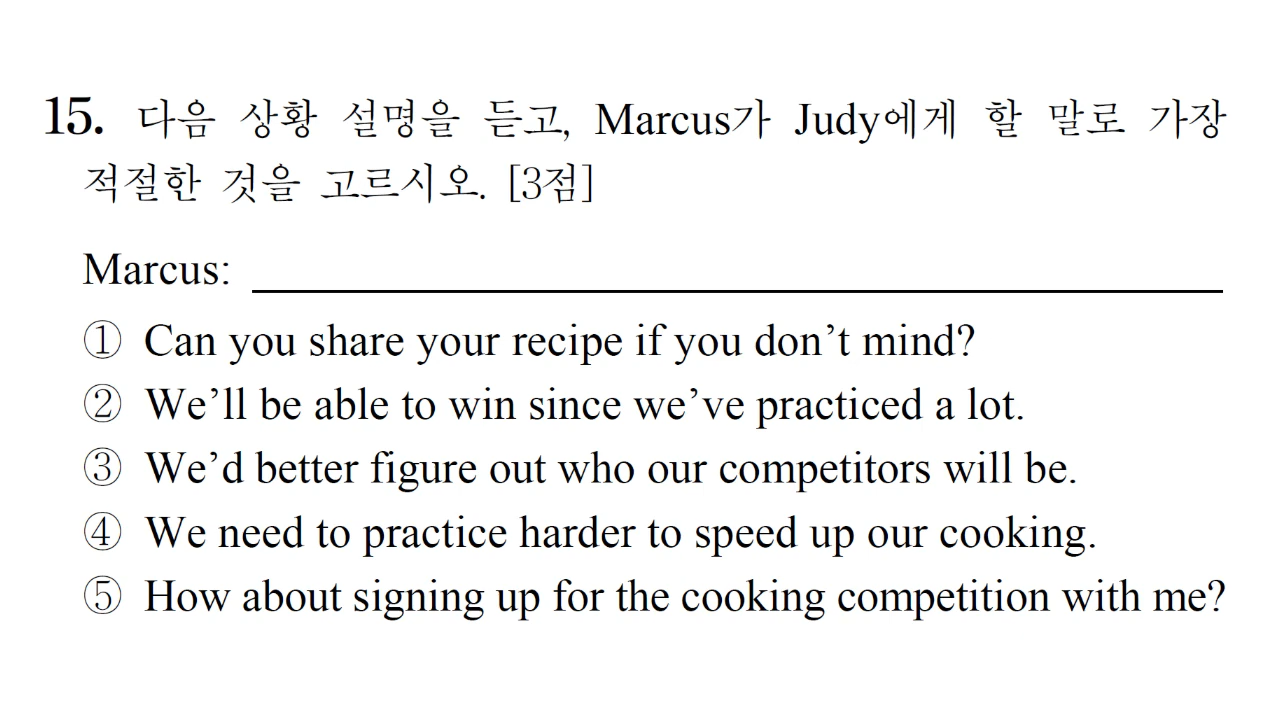 15. 다음 상황 설명을 듣고, Marcus가 Judy에게 할 말로 가장
적절한 것을 고르시오. [3점]
Marcus:
① Can you share your recipe if you don’t mind?
② We’ll be able to win since we’ve practiced a lot.
③ We’d better figure out who our competitors will be.
④ We need to practice harder to speed up our cooking.
⑤ How about signing up for the cooking competition with me?